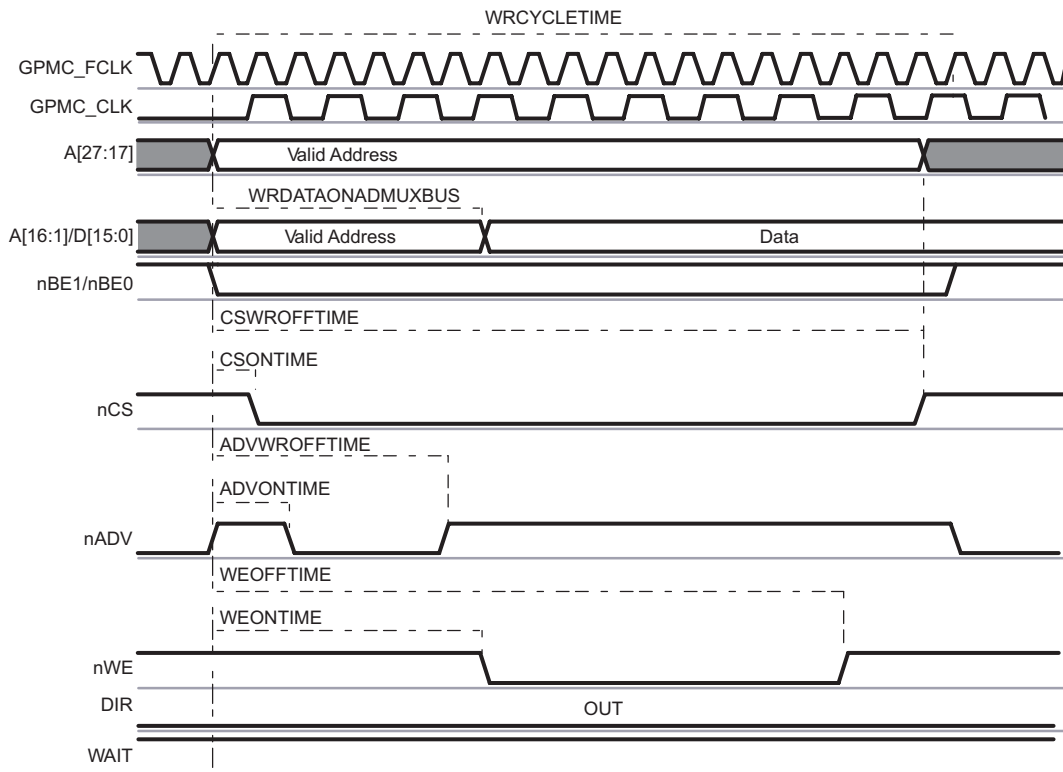 WRCYCLETIME
GPMC_FCLK
GPMC_CLK
A[27:17]
Valid Address
WRDATAONADMUXBUS
A[16:1]/D[15:0]
Valid Address
Data
nBE1/nBE0
CSWROFFTIME
CSONTIME
nCS
ADVWROFFTIME
ADVONTIME
nADV
WEOFFTIME
WEONTIME
nWE
DIR
OUT
WAIT